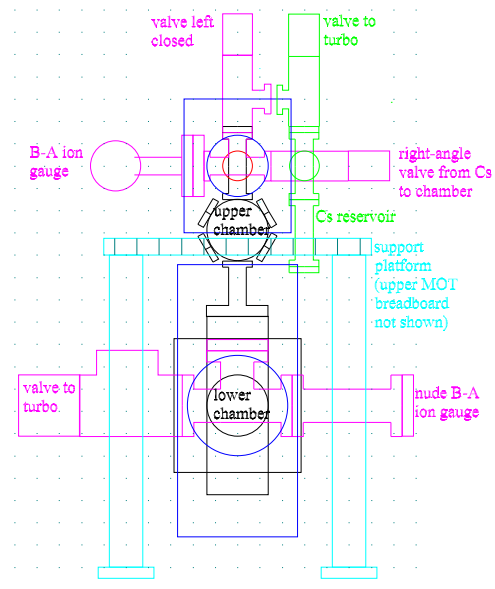 valve left
closed
valve to
turbo
B-A ion
gauge
right-angle
valve from Cs
to chamber
upper
chamber
Cs reservoir
support
platform
(upper MOT
breadboard
not shown)
valve to
turbo
lower
chamber
nude B-A
ion gauge